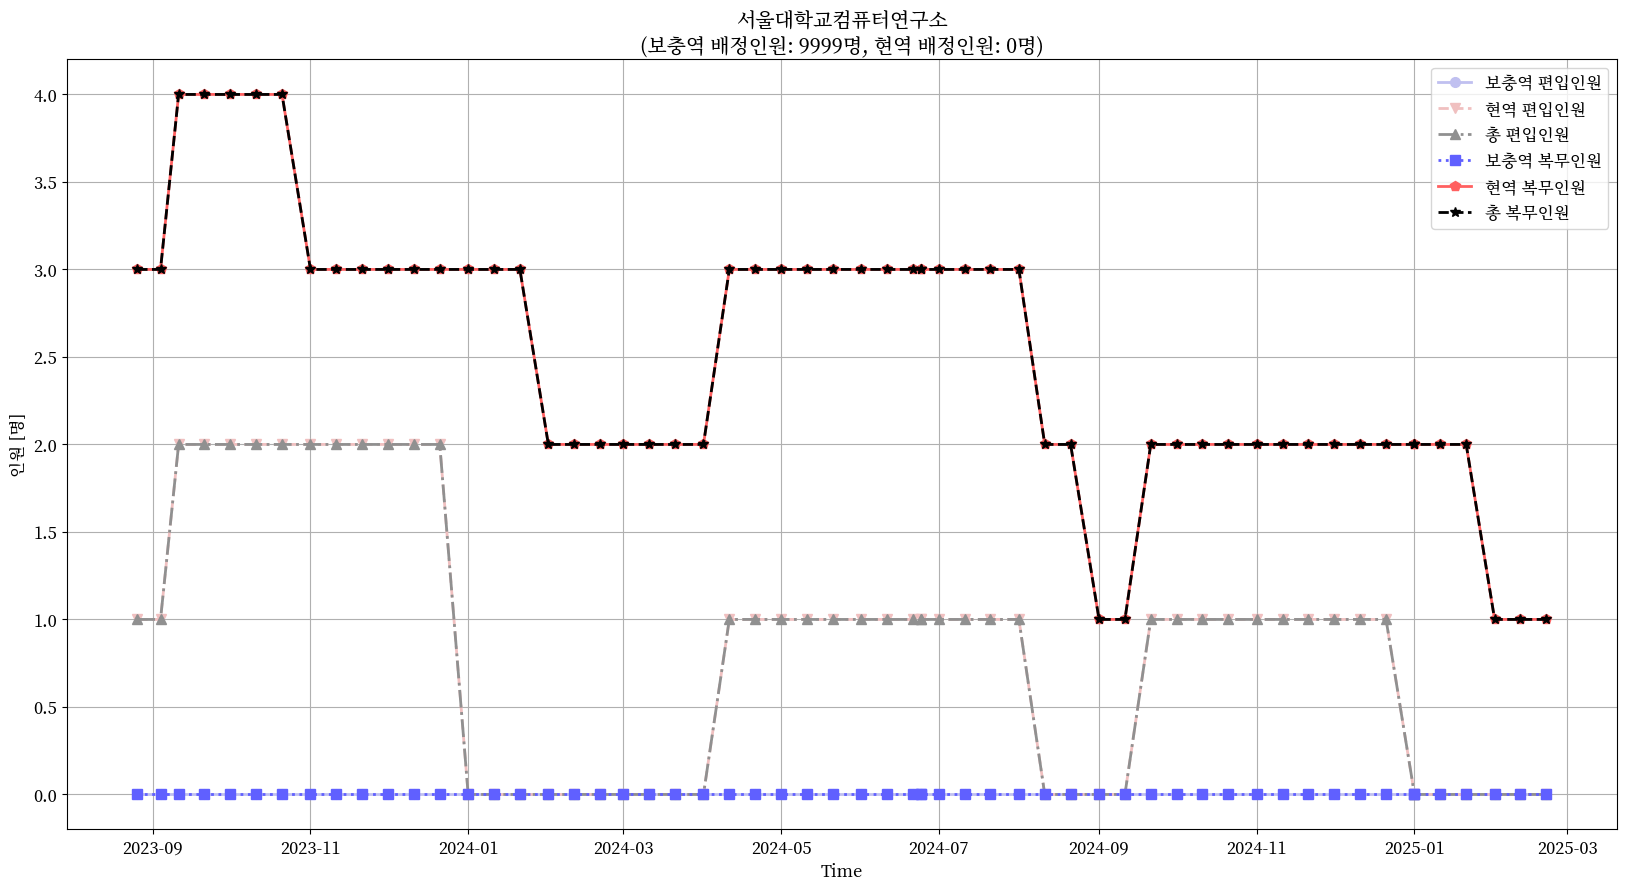 서울대학교컴퓨터연구소
(보충역 배정인원: 9999명, 현역 배정인원: 0명)
보충역 편입인원
현역 편입인원
총 편입인원
보충역 복무인원
현역 복무인원
총 복무인원
인원 [명]
4.0
3.5
3.0
2.5
2.0
1.5
1.0
0.5
0.0
2023-09 2023-11 2024-01 2024-03 2024-05 2024-07 2024-09 2024-11 2025-01 2025-03
Time